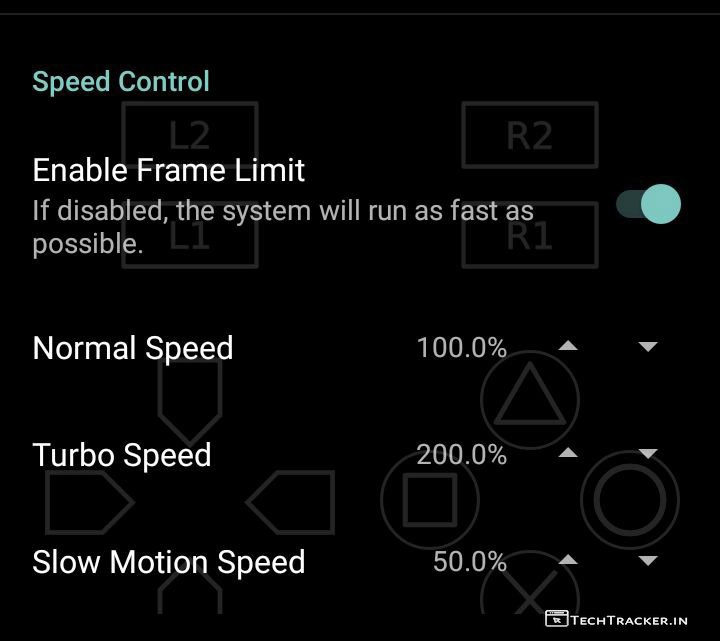 Speed Control
L2
R2
Enable Frame Limit
If disabled, the system will run as fast as
possible.
L1
R1
Normal Speed 100.0%
Turbo Speed 200.0%
Slow Motion Speed 50.0%
TechTracker.in